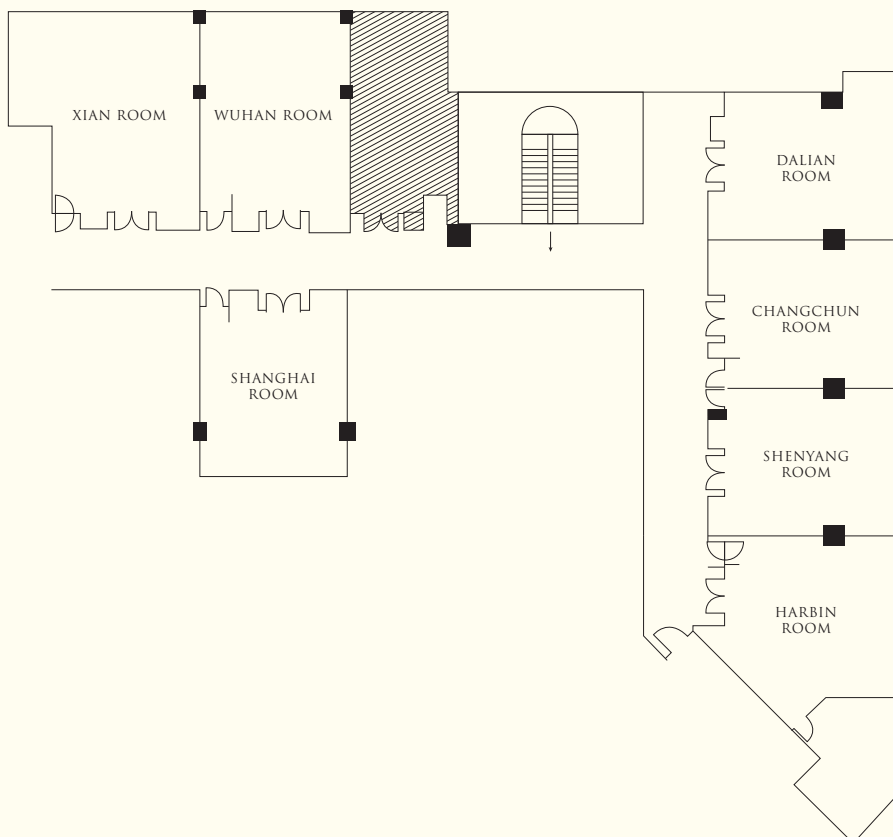 XIAN ROOM
WUHAN ROOM
DALIAN
ROOM
CHANGCHUN
ROOM
SHANGHAI
ROOM
SHENYANG
ROOM
HARBIN
ROOM